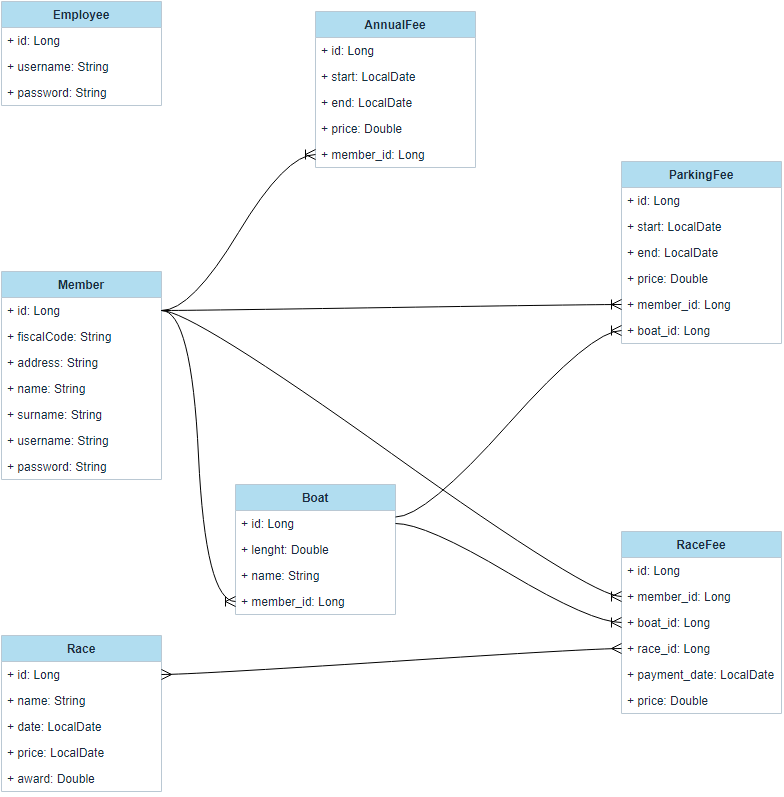 Employee
+ id: Long
+ username: String
+ password: String
AnnualFee
+ id: Long
+ start: LocalDate
+ end: LocalDate
+ price: Double
+ member_id: Long
ParkingFee
+ id: Long
+ start: LocalDate
+ end: LocalDate
+ price: Double
+ member_id: Long
+ boat_id: Long
Member
+ id: Long
+ fiscalCode: String
+ address: String
+ name: String
+ surname: String
+ username: String
+ password: String
Boat
+ id: Long
+ lenght: Double
+ name: String
+ member_id: Long
RaceFee
+ id: Long
+ member_id: Long
+ boat_id: Long
+ race_id: Long
+ payment_date: LocalDate
+ price: Double
Race
+ id: Long
+ name: String
+ date: LocalDate
+ price: LocalDate
+ award: Double